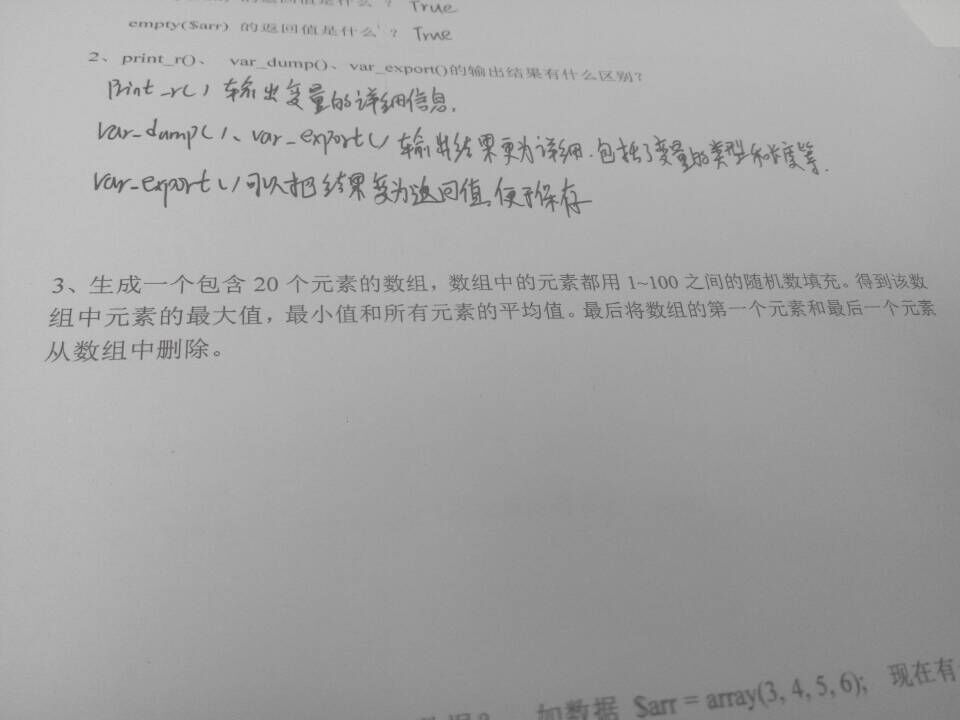 的返回值是什么 ? True
empty($arr) 的返回值是什么 ? True
2、print_r()、 var_dump()、var_export()的输出结果有什么区别?
Print_r() 输出变量的详细信息.
Var_dump()、var_export() 输出结果更为详细.包括了变量的类型和长度等.
Var_export()可以把结果变为返回值,便于保存
3、生成一个包含 20 个元素的数组，数组中的元素都用 1~100 之间的随机数填充。得到该数
组中元素的最大值，最小值和所有元素的平均值。最后将数组的第一个元素和最后一个元素
从数组中删除。
如数据 $arr = array(3, 4, 5, 6); 现在有